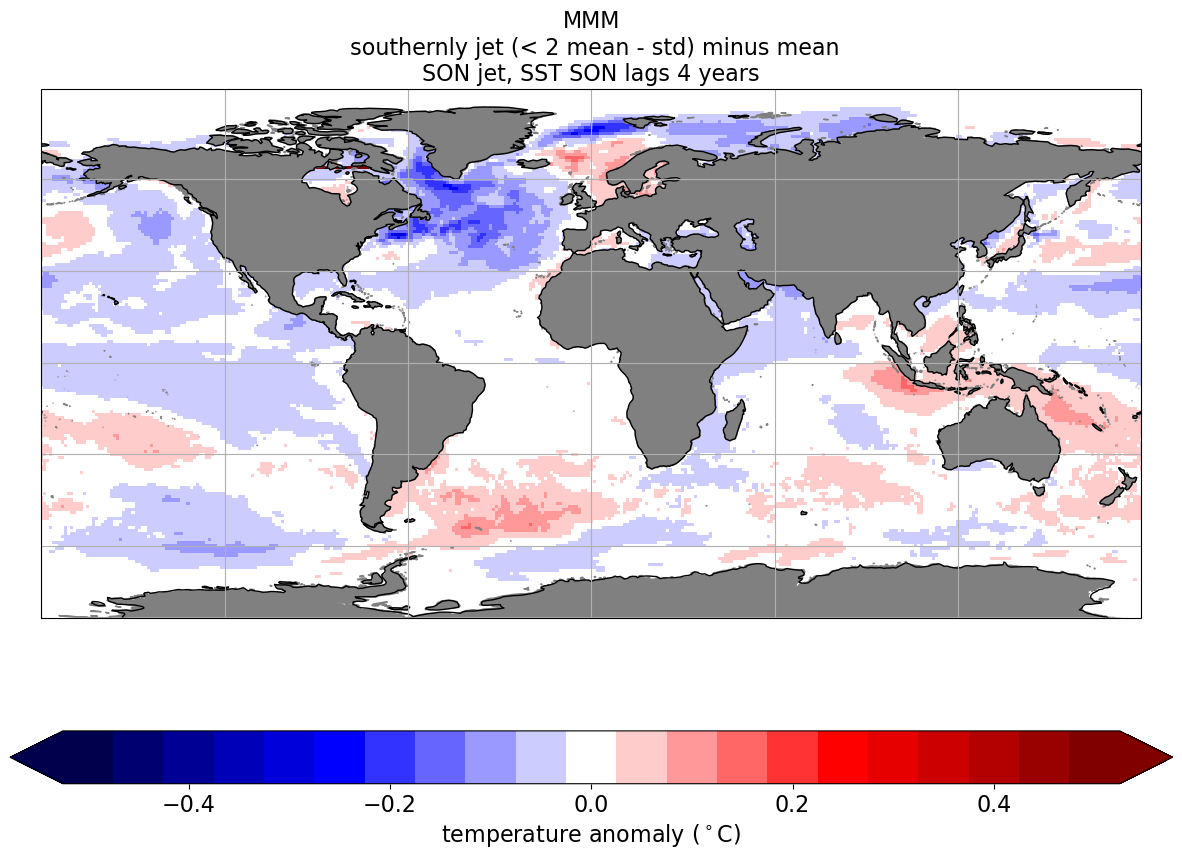 MMM
southernly jet (< 2 mean - std) minus mean
SON jet, SST SON lags 4 years
−0.4 −0.2 0.0 0.2 0.4
temperature anomaly (°C)